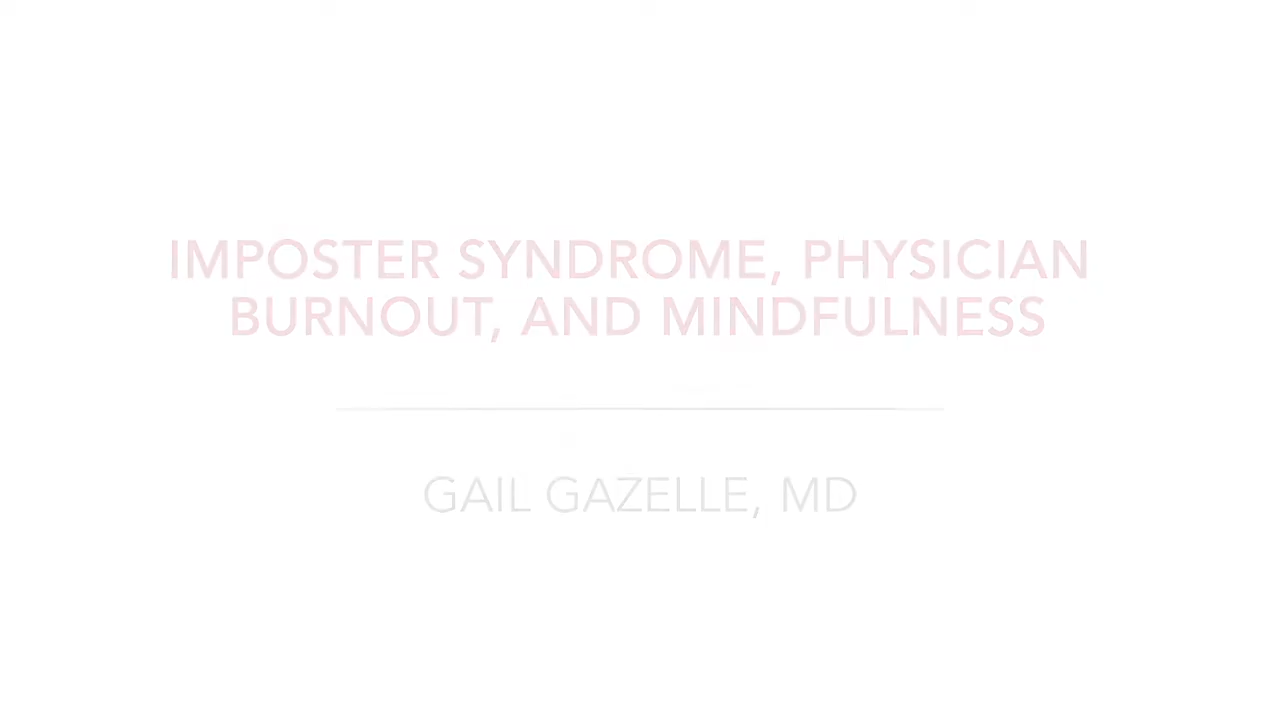 IMPOSTER SYNDROME, PHYSICIAN
BURNOUT, AND MINDFULNESS
GAIL GAZELLE, MD